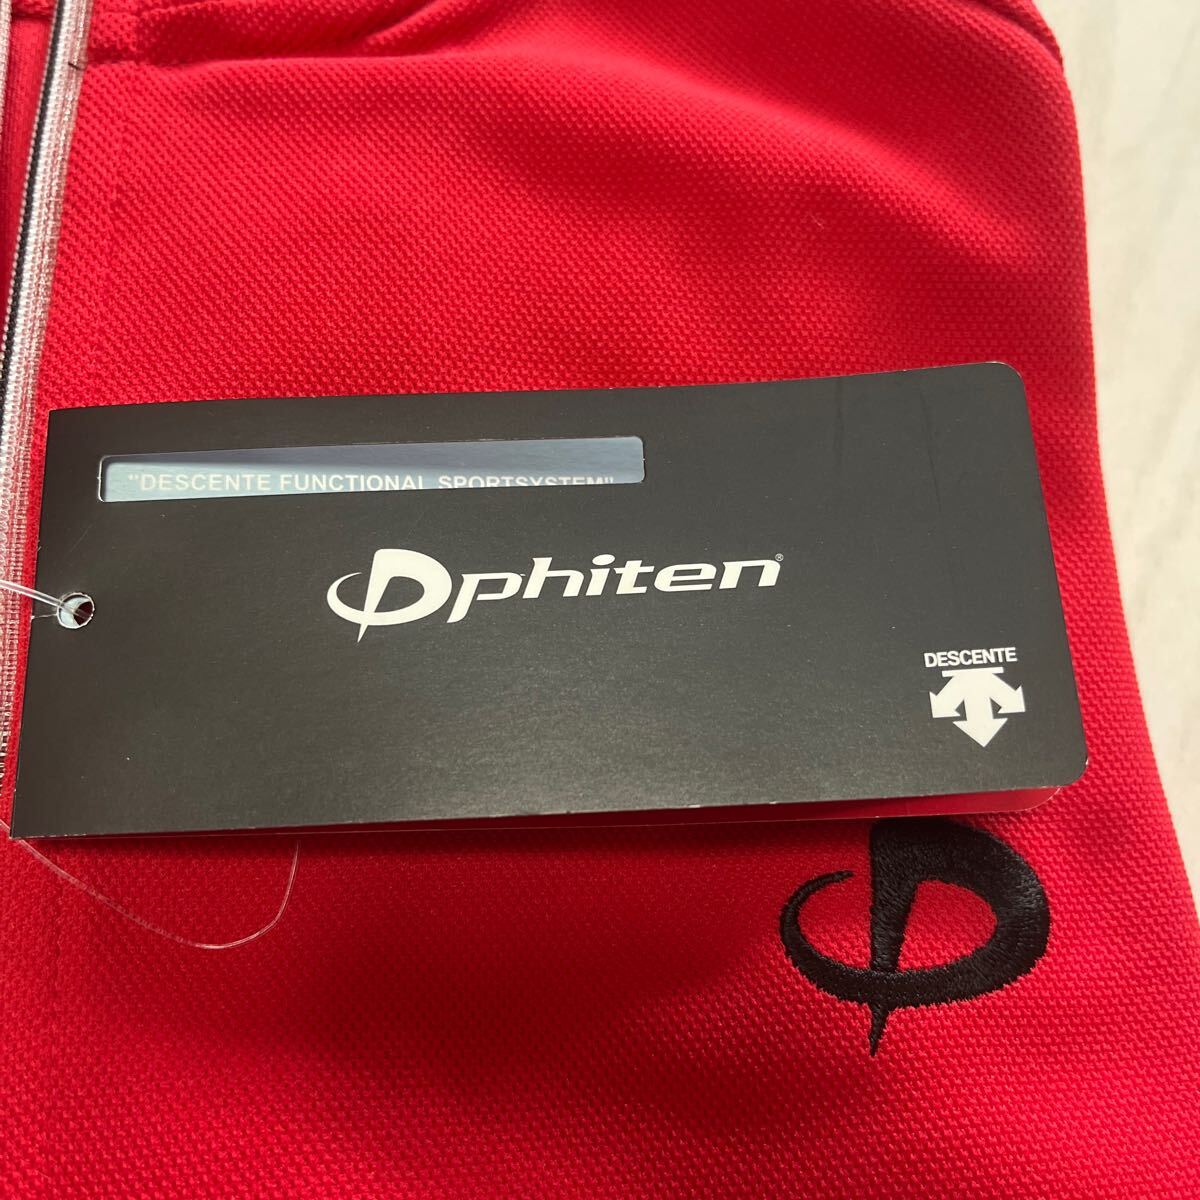 "DESCENTE FUNCTIONAL SPORTSYSTEM"
phiten®
DESCENTE